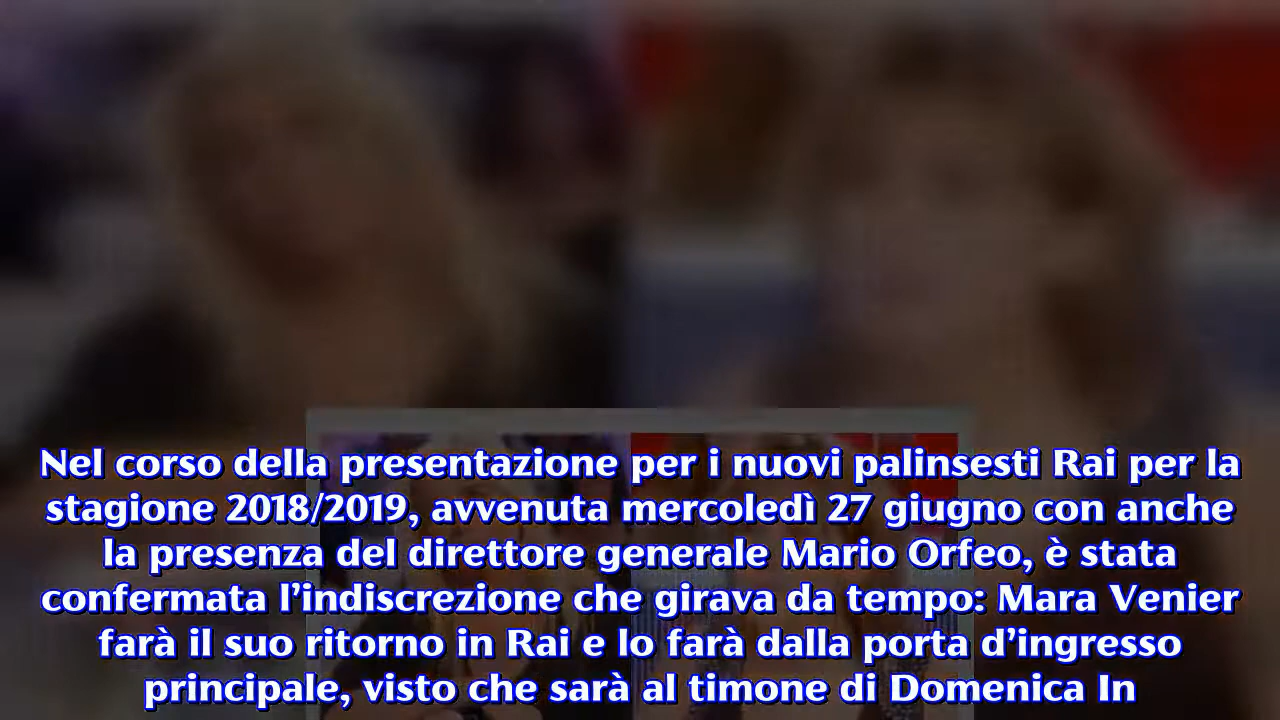 Nel corso della presentazione per i nuovi palinsesti Rai per la
stagione 2018/2019, avvenuta mercoledì 27 giugno con anche
la presenza del direttore generale Mario Orfeo, è stata
confermata l’indiscrezione che girava da tempo: Mara Venier
farà il suo ritorno in Rai e lo farà dalla porta d’ingresso
principale, visto che sarà al timone di Domenica In